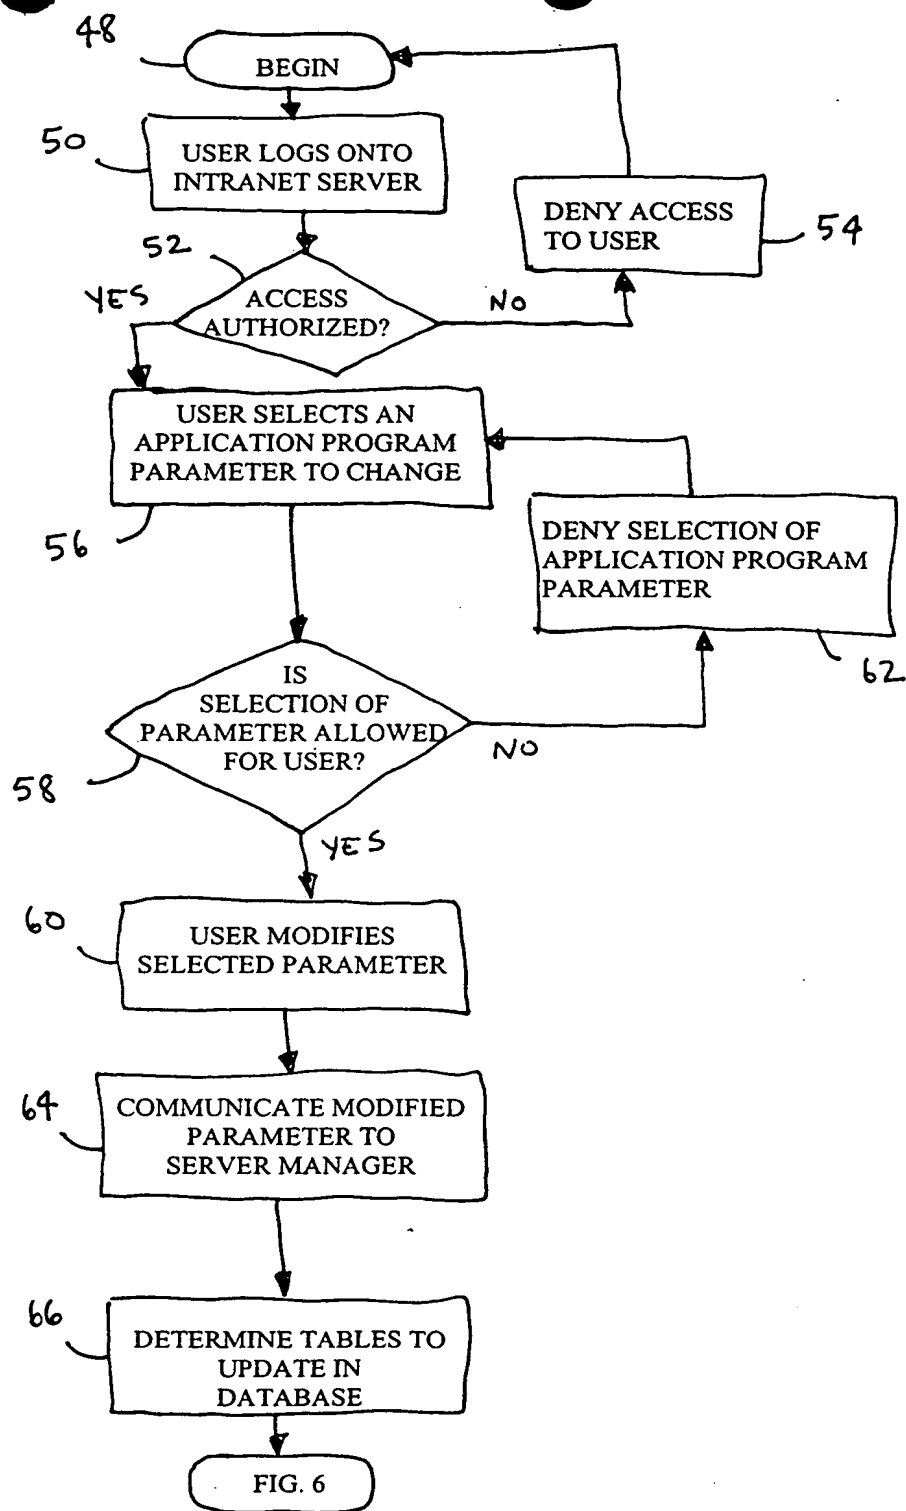 48
BEGIN
50
USER LOGS ONTO
INTRANET SERVER
DENY ACCESS
TO USER
54
52
YES
ACCESS
AUTHORIZED?
NO
USER SELECTS AN
APPLICATION PROGRAM
PARAMETER TO CHANGE
56
DENY SELECTION OF
APPLICATION PROGRAM
PARAMETER
62
IS
SELECTION OF
PARAMETER ALLOWED
FOR USER?
NO
58
YES
60
USER MODIFIES
SELECTED PARAMETER
64
COMMUNICATE MODIFIED
PARAMETER TO
SERVER MANAGER
66
DETERMINE TABLES TO
UPDATE IN
DATABASE
FIG. 6